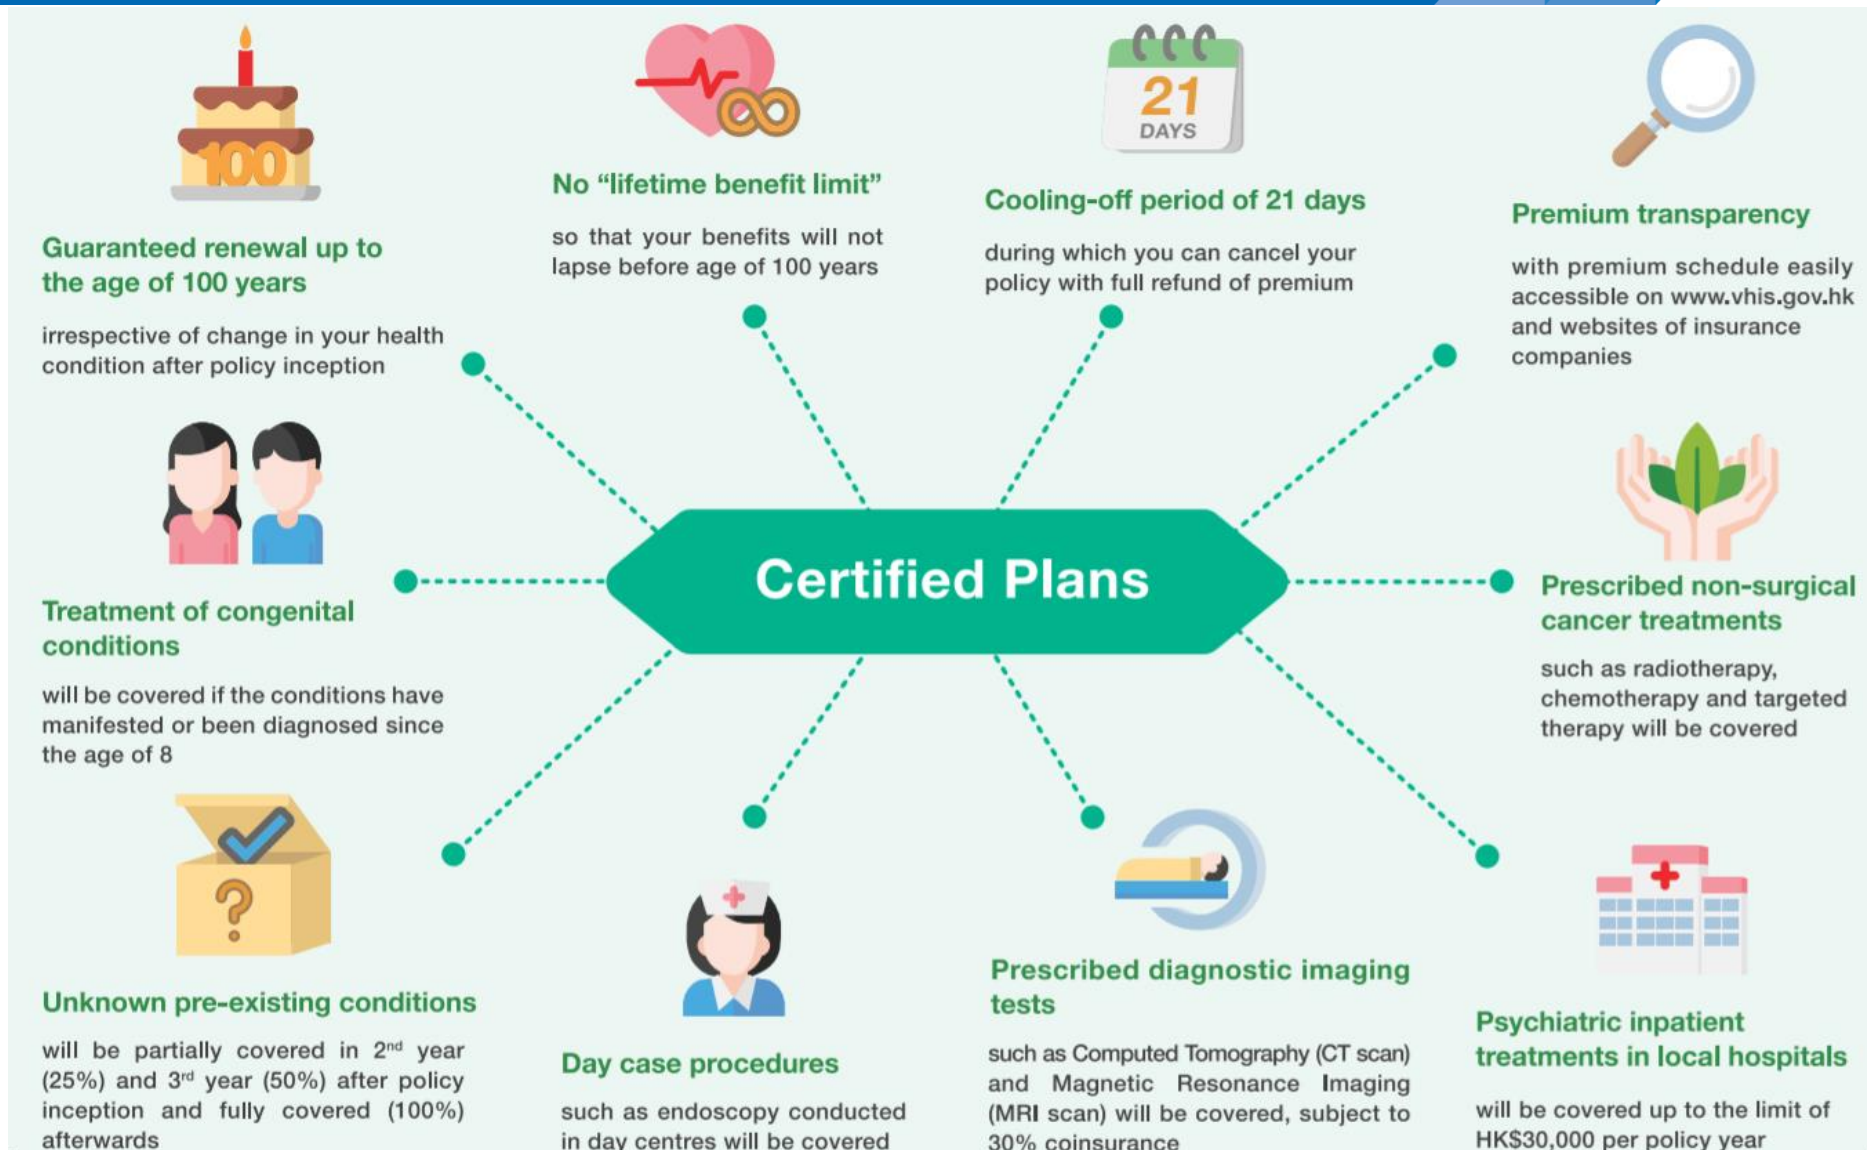 100
Guaranteed renewal up to
the age of 100 years
irrespective of change in your health
condition after policy inception
No “lifetime benefit limit”
so that your benefits will not
lapse before age of 100 years
21
DAYS
Cooling-off period of 21 days
during which you can cancel your
policy with full refund of premium
Premium transparency
with premium schedule easily
accessible on www.vhis.gov.hk
and websites of insurance
companies
Treatment of congenital
conditions
will be covered if the conditions have
manifested or been diagnosed since
the age of 8
Certified Plans
Prescribed non-surgical
cancer treatments
such as radiotherapy,
chemotherapy and targeted
therapy will be covered
?
Unknown pre-existing conditions
will be partially covered in 2nd year
(25%) and 3rd year (50%) after policy
inception and fully covered (100%)
afterwards
Day case procedures
such as endoscopy conducted
in day centres will be covered
Prescribed diagnostic imaging
tests
such as Computed Tomography (CT scan)
and Magnetic Resonance Imaging
(MRI scan) will be covered, subject to
30% coinsurance
Psychiatric inpatient
treatments in local hospitals
will be covered up to the limit of
HK$30,000 per policy year